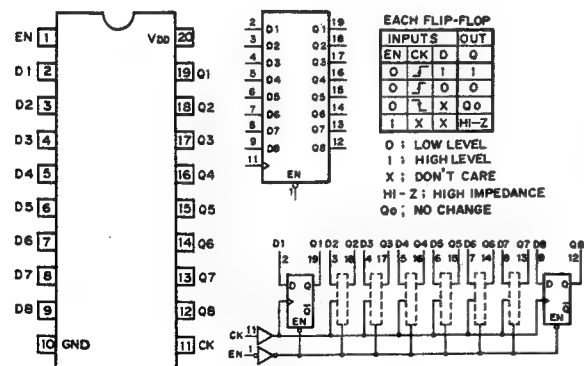 EN 1
D1 2
D2 3
D3 4
D4 5
D5 6
D6 7
D7 8
D8 9
10 GND
VDD 20
19 Q1
18 Q2
17 Q3
16 Q4
15 Q5
14 Q6
13 Q7
12 Q8
11 CK
2 D1 Q1 19
3 D2 Q2 18
4 D3 Q3 17
5 D4 Q4 16
6 D5 Q5 15
7 D6 Q6 14
8 D7 Q7 13
9 D8 Q8 12
11
EN
1
EACH FLIP-FLOP
INPUTS OUT
EN CK D Q
0 1 1
0 0 0
0 X Qo
1 X X HI-Z
0 ; LOW LEVEL
1 ; HIGH LEVEL
X ; DON'T CARE
HI-Z ; HIGH IMPEDANCE
Qo ; NO CHANGE
D1 Q1 D2 Q2 D3 Q3 D4 Q4 D5 Q5 D6 Q6 D7 Q7 D8 Q8
2 19 3 18 4 17 5 16 6 15 7 14 8 13 9 12
D Q
EN
D Q
EN
CK 11
EN 1